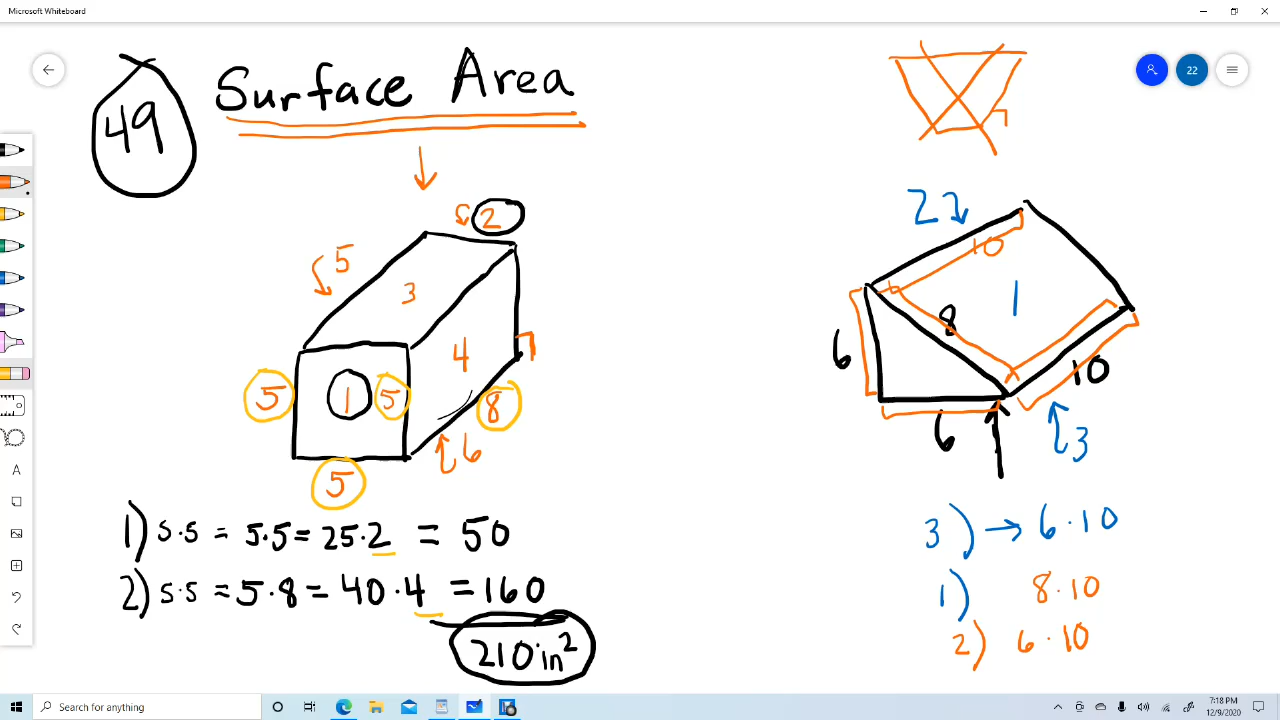 Microsoft Whiteboard
49
Surface Area
22
2
5
3
4
1
5
5
8
6
5
1) 5·5 = 5·5 = 25·2 = 50
2) 5·5 = 5·8 = 40·4 = 160
210 in²
2
10
1
8
6
10
6
3
3) → 6·10
1) 8·10
2) 6·10
A
Search for anything
7:18 PM
12/9/2020